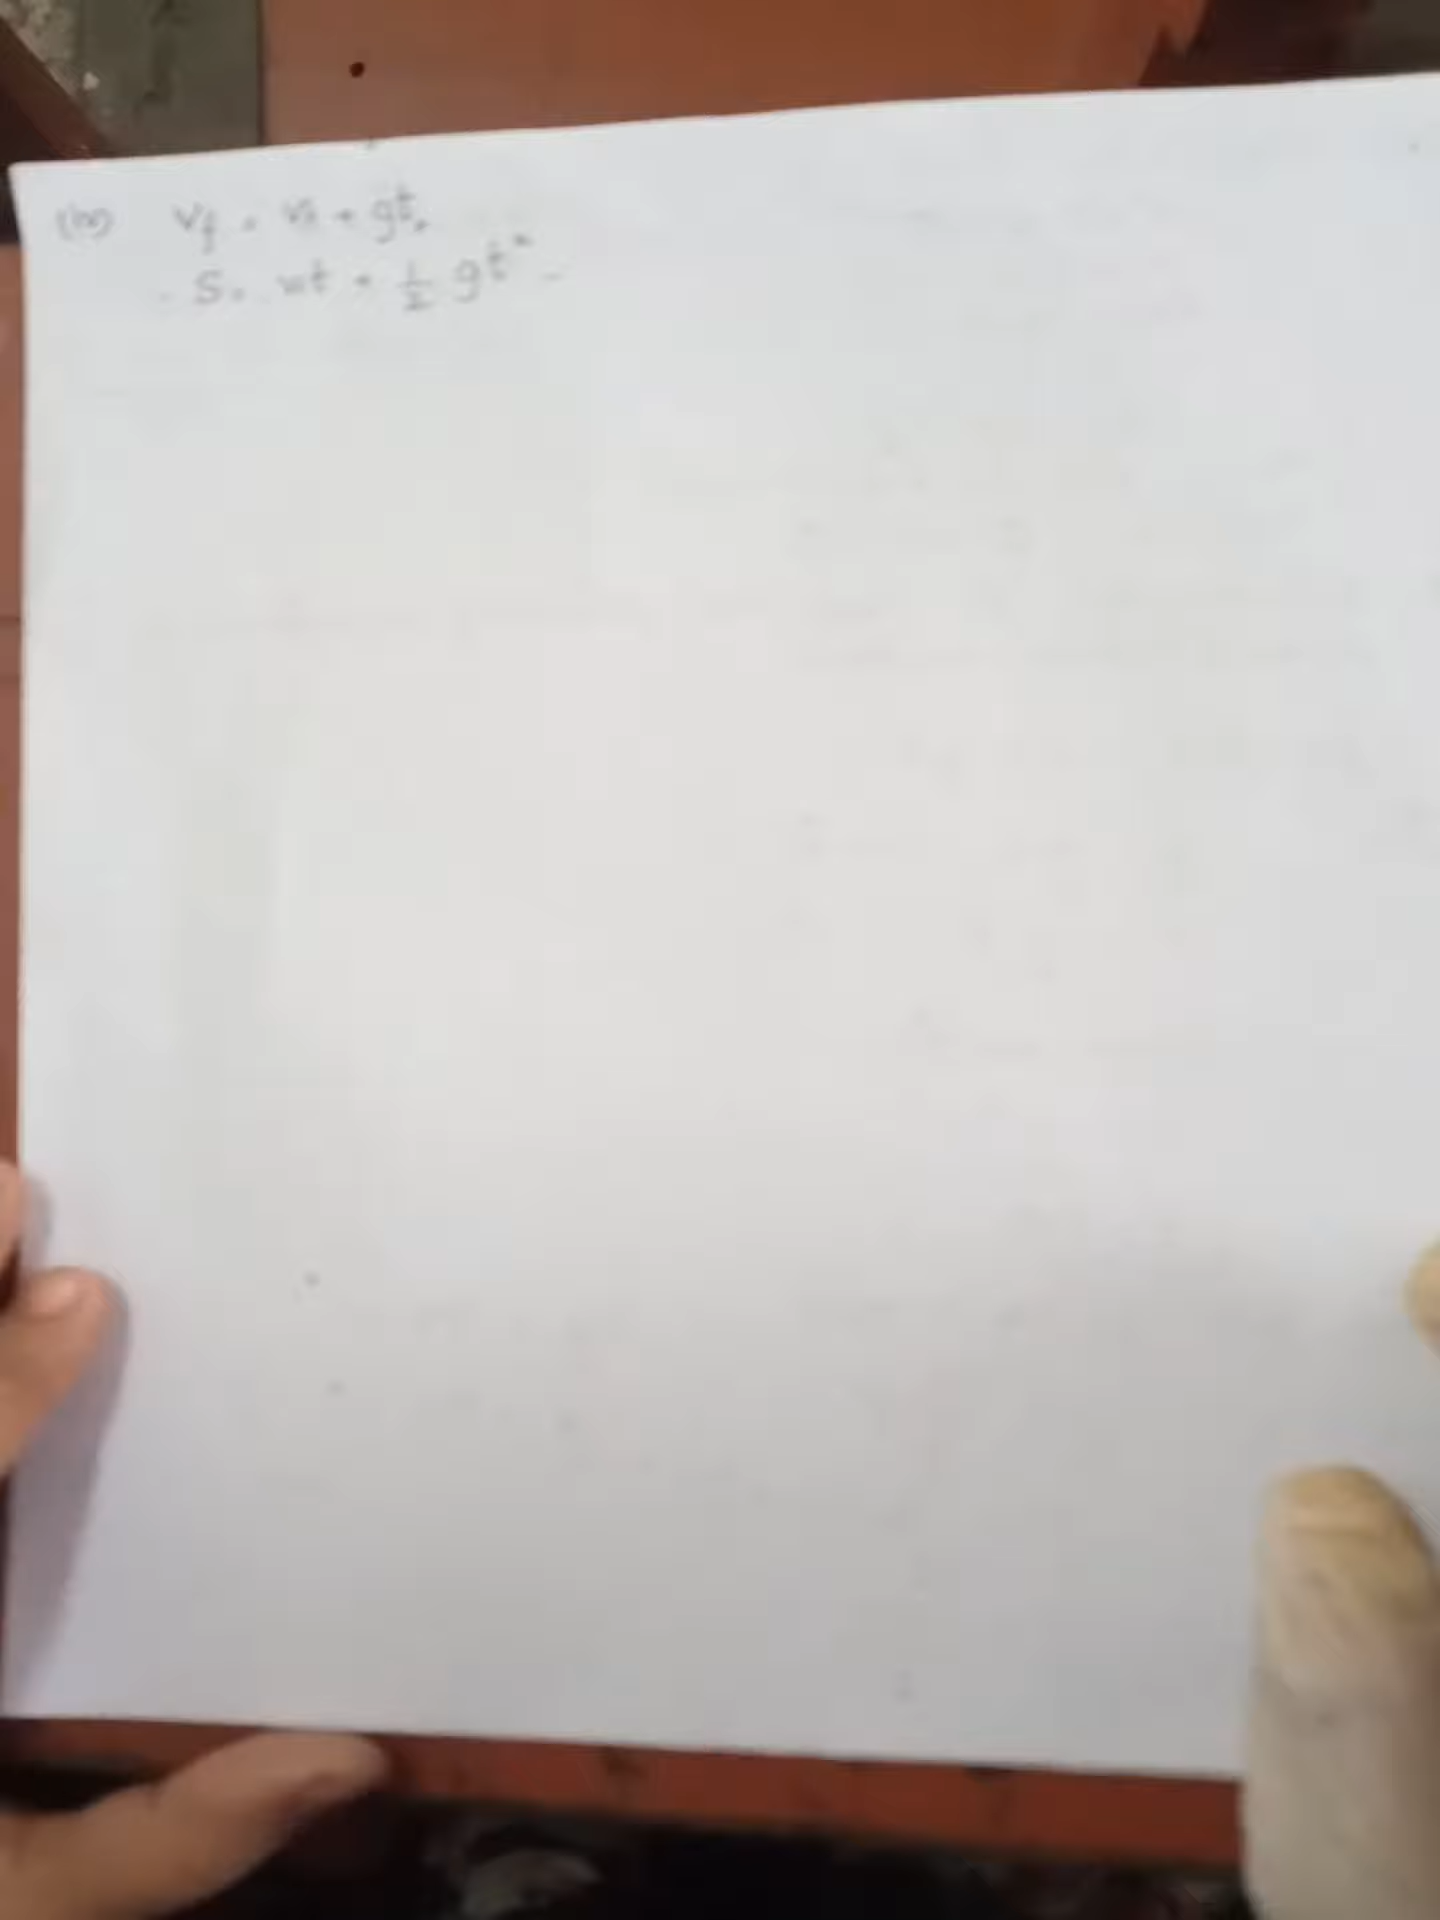 (iv) vf = vi + gt.
S = vit + 1/2 gt²